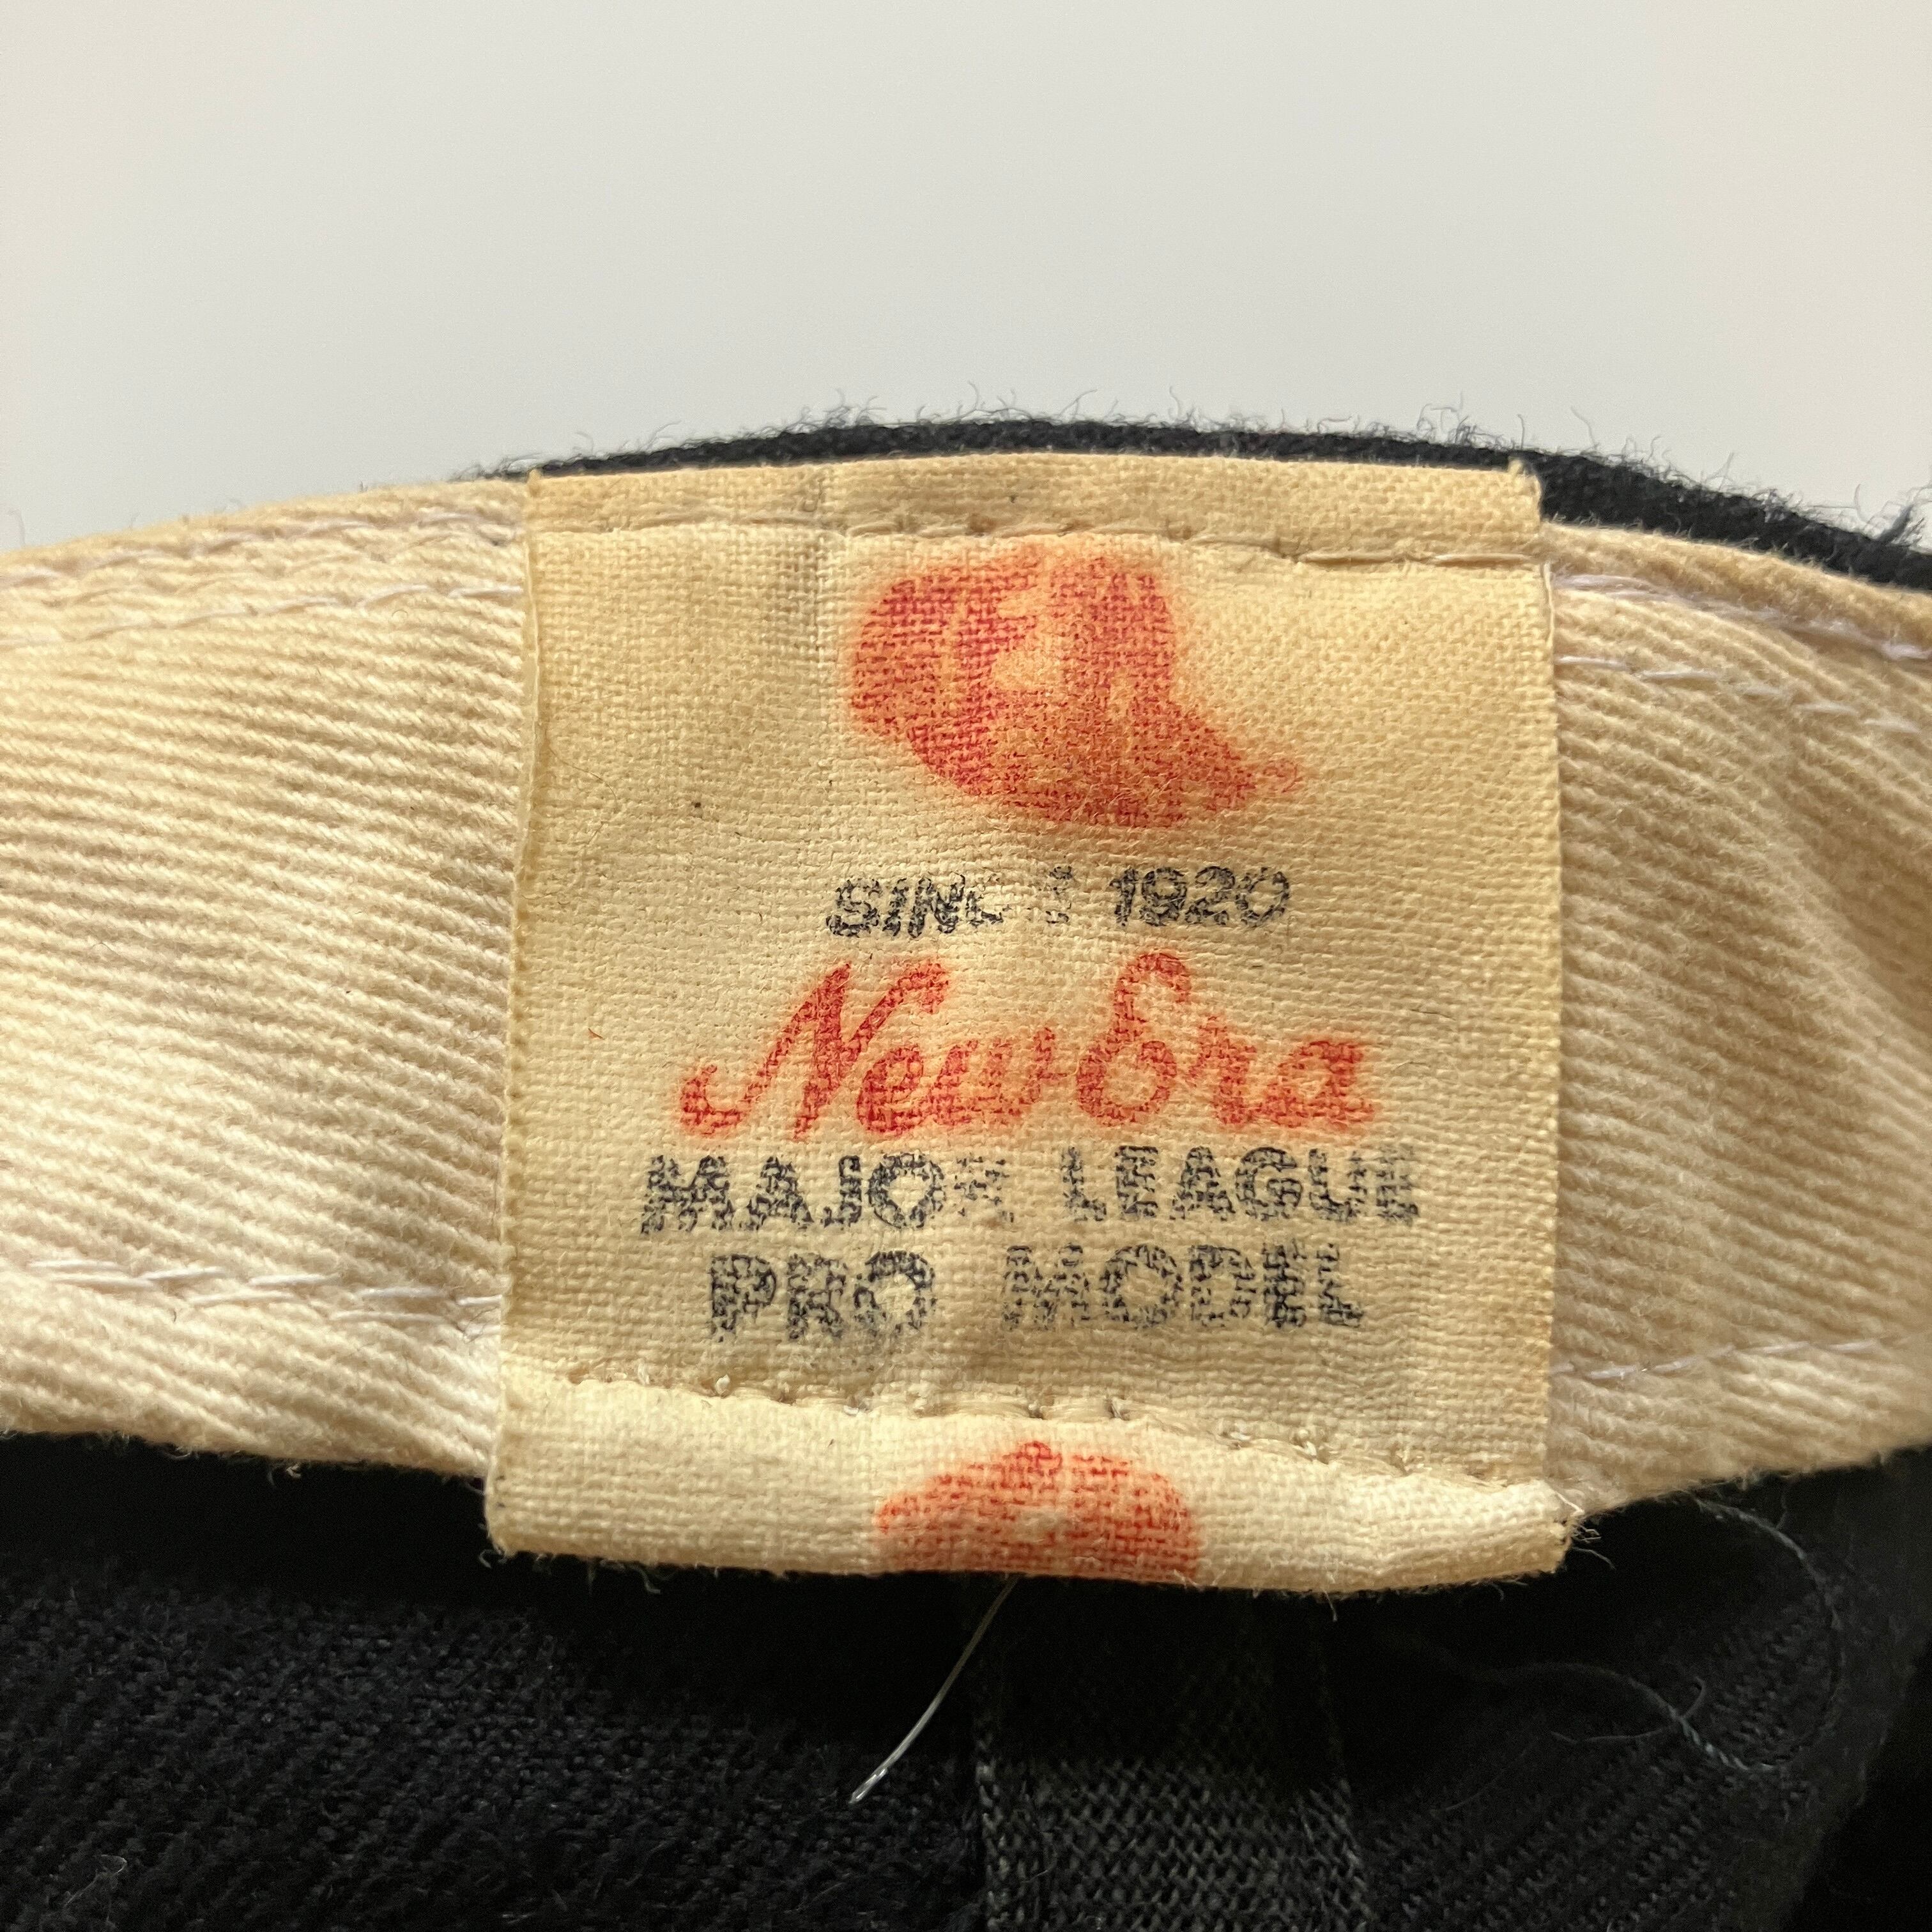 SINCE 1920
New Era
MAJOR LEAGUE
PRO MODEL